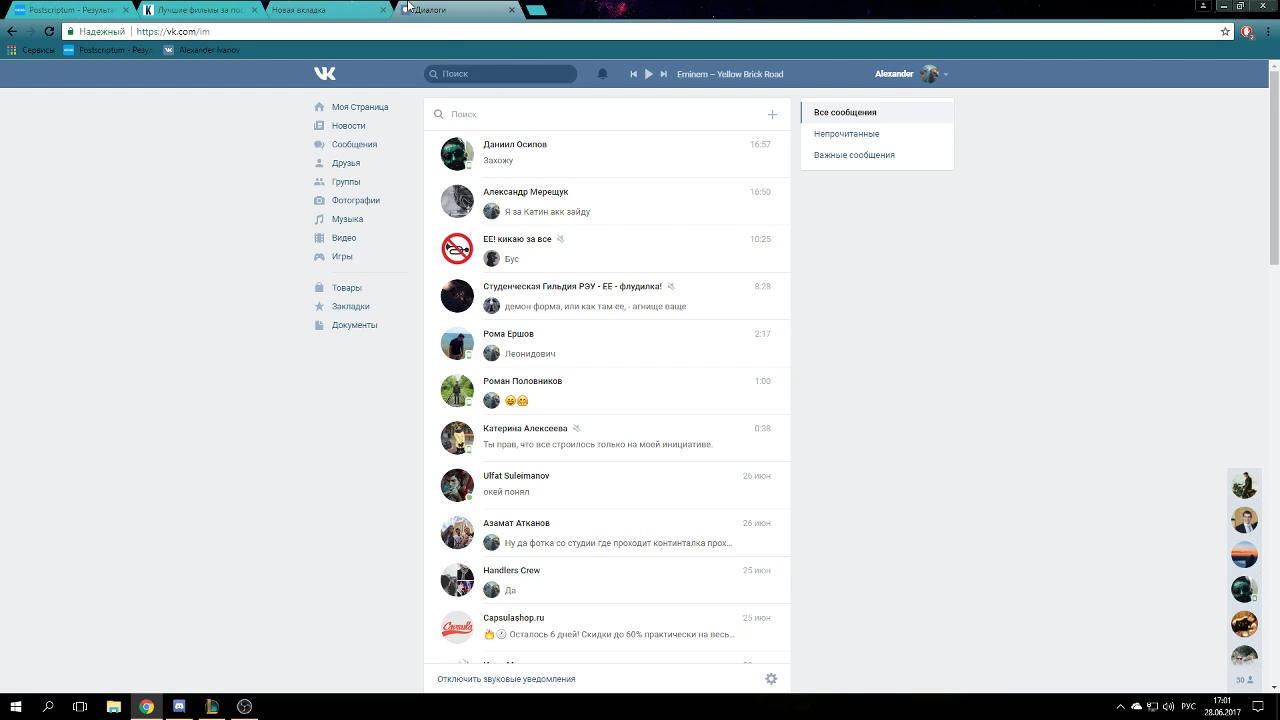 Postscriptum - Результа
Лучшие фильмы за пос
Новая вкладка
Диалоги
Надежный
https://vk.com/im
Сервисы
Postscriptum - Резул
Alexander Ivanov
Поиск
Eminem – Yellow Brick Road
Alexander
Моя Страница
Новости
Сообщения
Друзья
Группы
Фотографии
Музыка
Видео
Игры
Товары
Закладки
Документы
Поиск
Даниил Осипов 16:57
Захожу
Александр Мерещук 16:50
Я за Катин акк зайду
ЕЕ! кикаю за все 10:25
Бус
Студенческая Гильдия РЭУ - ЕЕ - флудилка! 8:28
демон форма, или как там ее, - агнище ваще
Рома Ершов 2:17
Леонидович
Роман Половников 1:00
😊🤗
Катерина Алексеева 0:38
Ты прав, что все строилось только на моей инициативе.
Ulfat Suleimanov 26 июн
окей понял
Азамат Атканов 26 июн
Ну да фотка со студии где проходит континталка прох...
Handlers Crew 25 июн
Да
Capsulashop.ru 25 июн
Capsula
🔥🕐 Осталось 6 дней! Скидки до 60% практически на весь...
Отключить звуковые уведомления
Все сообщения
Непрочитанные
Важные сообщения
30
РУС
17:01
28.06.2017